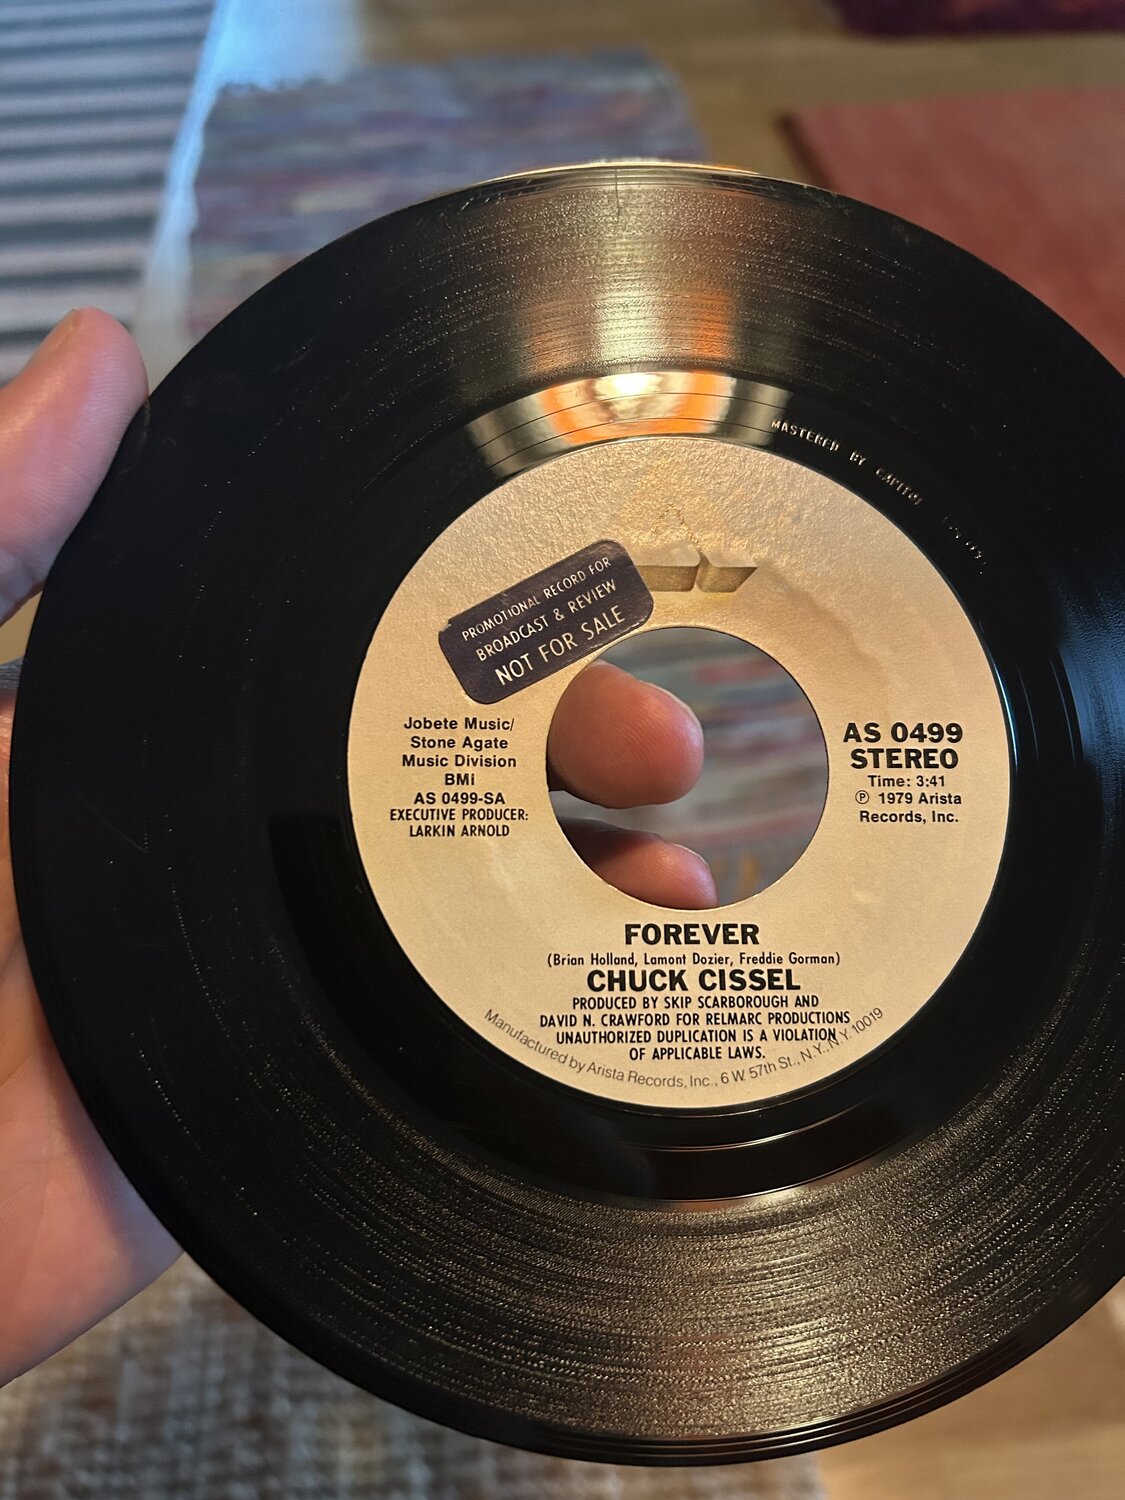 MASTERED BY CAPITOL
PROMOTIONAL RECORD FOR
BROADCAST & REVIEW
NOT FOR SALE
Jobete Music/
Stone Agate
Music Division
BMI
AS 0499-SA
EXECUTIVE PRODUCER:
LARKIN ARNOLD
AS 0499
STEREO
Time: 3:41
℗ 1979 Arista
Records, Inc.
FOREVER
(Brian Holland, Lamont Dozier, Freddie Gorman)
CHUCK CISSEL
PRODUCED BY SKIP SCARBOROUGH AND
DAVID N. CRAWFORD FOR RELMARC PRODUCTIONS
UNAUTHORIZED DUPLICATION IS A VIOLATION
OF APPLICABLE LAWS.
Manufactured by Arista Records, Inc., 6 W. 57th St., N.Y., N.Y. 10019